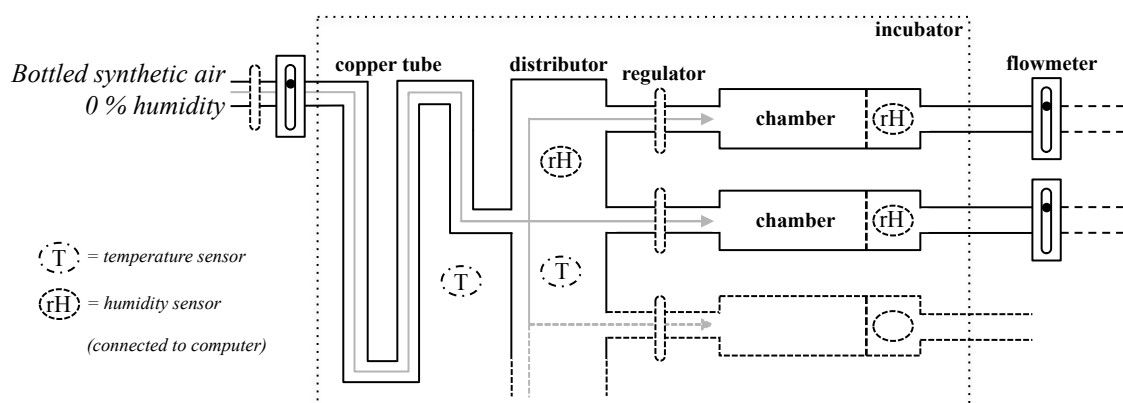 incubator
copper tube
distributor
regulator
flowmeter
Bottled synthetic air
0 % humidity
chamber
rH
rH
chamber
rH
T
= temperature sensor
T
T
rH
= humidity sensor
(connected to computer)